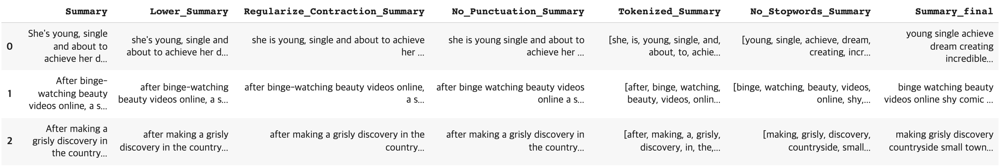 Summary Lower_Summary Regularize_Contraction_Summary No_Punctuation_Summary Tokenized_Summary No_Stopwords_Summary Summary_final
0
She's young, single
and about to
achieve her d...
she's young, single and
about to achieve her d...
she is young, single and about to achieve
her ...
she is young single and about to
achieve her ...
[she, is, young, single, and,
about, to, achie...
[young, single, achieve, dream,
creating, incr...
young single achieve
dream creating
incredible...
1
After binge-
watching beauty
videos online, a s...
after binge-watching
beauty videos online, a s...
after binge-watching beauty videos online,
a s...
after binge watching beauty videos
online a s...
[after, binge, watching,
beauty, videos, onlin...
[binge, watching, beauty, videos,
online, shy,...
binge watching beauty
videos online shy comic ...
2
After making a
grisly discovery in
the country...
after making a grisly
discovery in the country...
after making a grisly discovery in the
country...
after making a grisly discovery in
the country...
[after, making, a, grisly,
discovery, in, the,...
[making, grisly, discovery,
countryside, small...
making grisly discovery
countryside small town...